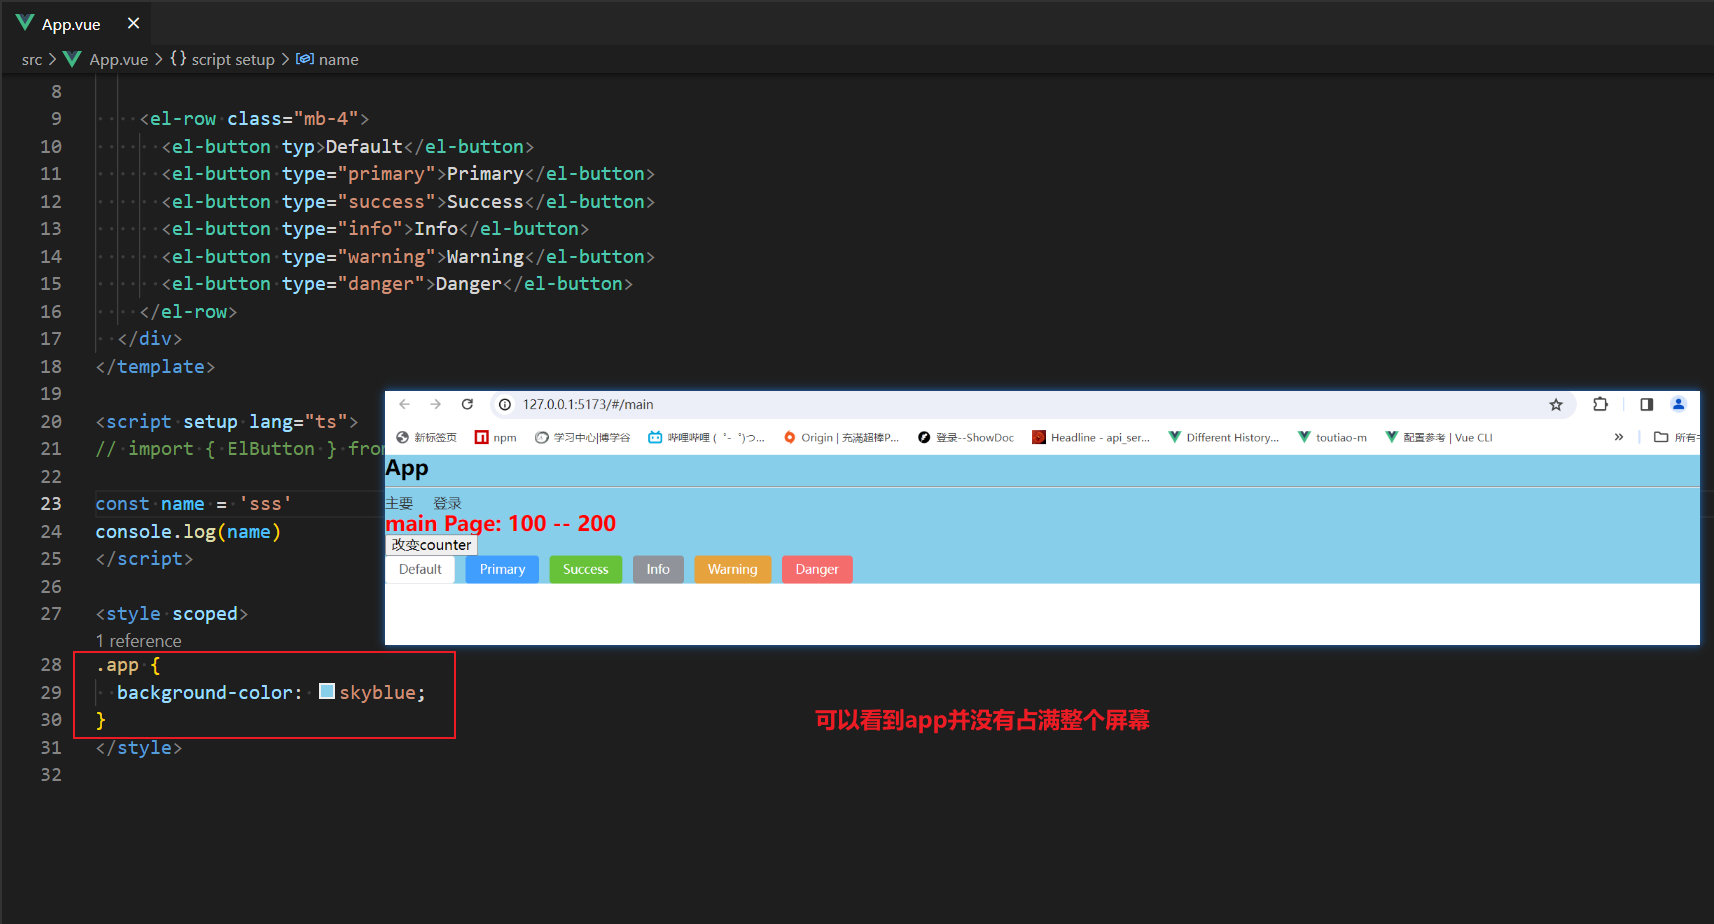 App.vue
src > App.vue > {} script setup > name
8
9 <el-row class="mb-4">
10 <el-button typ>Default</el-button>
11 <el-button type="primary">Primary</el-button>
12 <el-button type="success">Success</el-button>
13 <el-button type="info">Info</el-button>
14 <el-button type="warning">Warning</el-button>
15 <el-button type="danger">Danger</el-button>
16 </el-row>
17 </div>
18 </template>
19
20 <script setup lang="ts">
21 // import { ElButton } fron
22
23 const name = 'sss'
24 console.log(name)
25 </script>
26
27 <style scoped>
1 reference
28 .app {
29 background-color: skyblue;
30 }
31 </style>
32
127.0.0.1:5173/#/main
新标签页 npm 学习中心|博学谷 哔哩哔哩 ( ゜- ゜)つ... Origin | 充满超棒P... 登录--ShowDoc Headline - api_ser... Different History... toutiao-m 配置参考 | Vue CLI » 所有
App
主要 登录
main Page: 100 -- 200
改变counter
Default Primary Success Info Warning Danger
可以看到app并没有占满整个屏幕